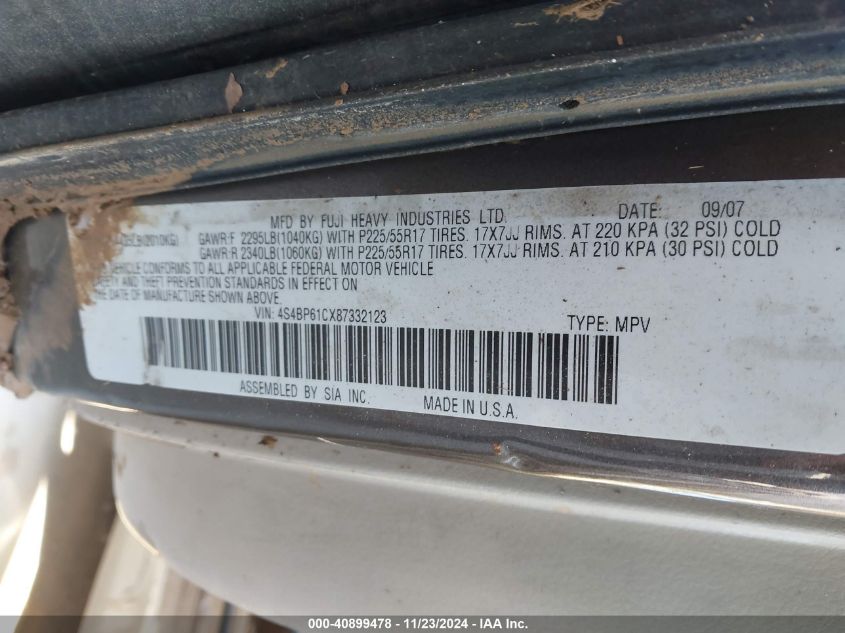 MFD BY FUJI HEAVY INDUSTRIES LTD. DATE: 09/07
4435LB(2010KG) GAWR:F 2295LB(1040KG) WITH P225/55R17 TIRES. 17X7JJ RIMS. AT 220 KPA (32 PSI) COLD
GAWR:R 2340LB(1060KG) WITH P225/55R17 TIRES. 17X7JJ RIMS. AT 210 KPA (30 PSI) COLD
VEHICLE CONFORMS TO ALL APPLICABLE FEDERAL MOTOR VEHICLE
AND THEFT PREVENTION STANDARDS IN EFFECT ON
THE DATE OF MANUFACTURE SHOWN ABOVE.
VIN: 4S4BP61CX87332123 TYPE: MPV
ASSEMBLED BY SIA INC. MADE IN U.S.A.
000-40899478 - 11/23/2024 - IAA Inc.